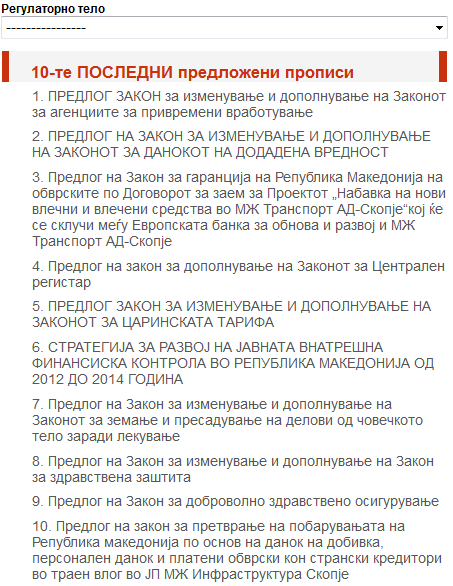 Регулаторно тело
----------------
10-те ПОСЛЕДНИ предложени прописи
1. ПРЕДЛОГ ЗАКОН за изменување и дополнување на Законот
за агенциите за привремени вработување
2. ПРЕДЛОГ НА ЗАКОН ЗА ИЗМЕНУВАЊЕ И ДОПОЛНУВАЊЕ
НА ЗАКОНОТ ЗА ДАНОКОТ НА ДОДАДЕНА ВРЕДНОСТ
3. Предлог на Закон за гаранција на Република Македонија на
обврските по Договорот за заем за Проектот „Набавка на нови
влечни и влечени средства во МЖ Транспорт АД-Скопје“кој ќе
се склучи меѓу Европската банка за обнова и развој и МЖ
Транспорт АД-Скопје
4. Предлог на закон за дополнување на Законот за Централен
регистар
5. ПРЕДЛОГ ЗАКОН ЗА ИЗМЕНУВАЊЕ И ДОПОЛНУВАЊЕ НА
ЗАКОНОТ ЗА ЦАРИНСКАТА ТАРИФА
6. СТРАТЕГИЈА ЗА РАЗВОЈ НА ЈАВНАТА ВНАТРЕШНА
ФИНАНСИСКА КОНТРОЛА ВО РЕПУБЛИКА МАКЕДОНИЈА ОД
2012 ДО 2014 ГОДИНА
7. Предлог на Закон за изменување и дополнување на
Законот за земање и пресадување на делови од човечкото
тело заради лекување
8. Предлог на Закон за изменување и дополнување на Закон
за здравствена заштита
9. Предлог на Закон за доброволно здравствено осигурување
10. Предлог на закон за претврање на побарувањата на
Република македонија по основ на данок на добивка,
персонален данок и платени обврски кон странски кредитори
во траен влог во ЈП МЖ Инфраструктура Скопје